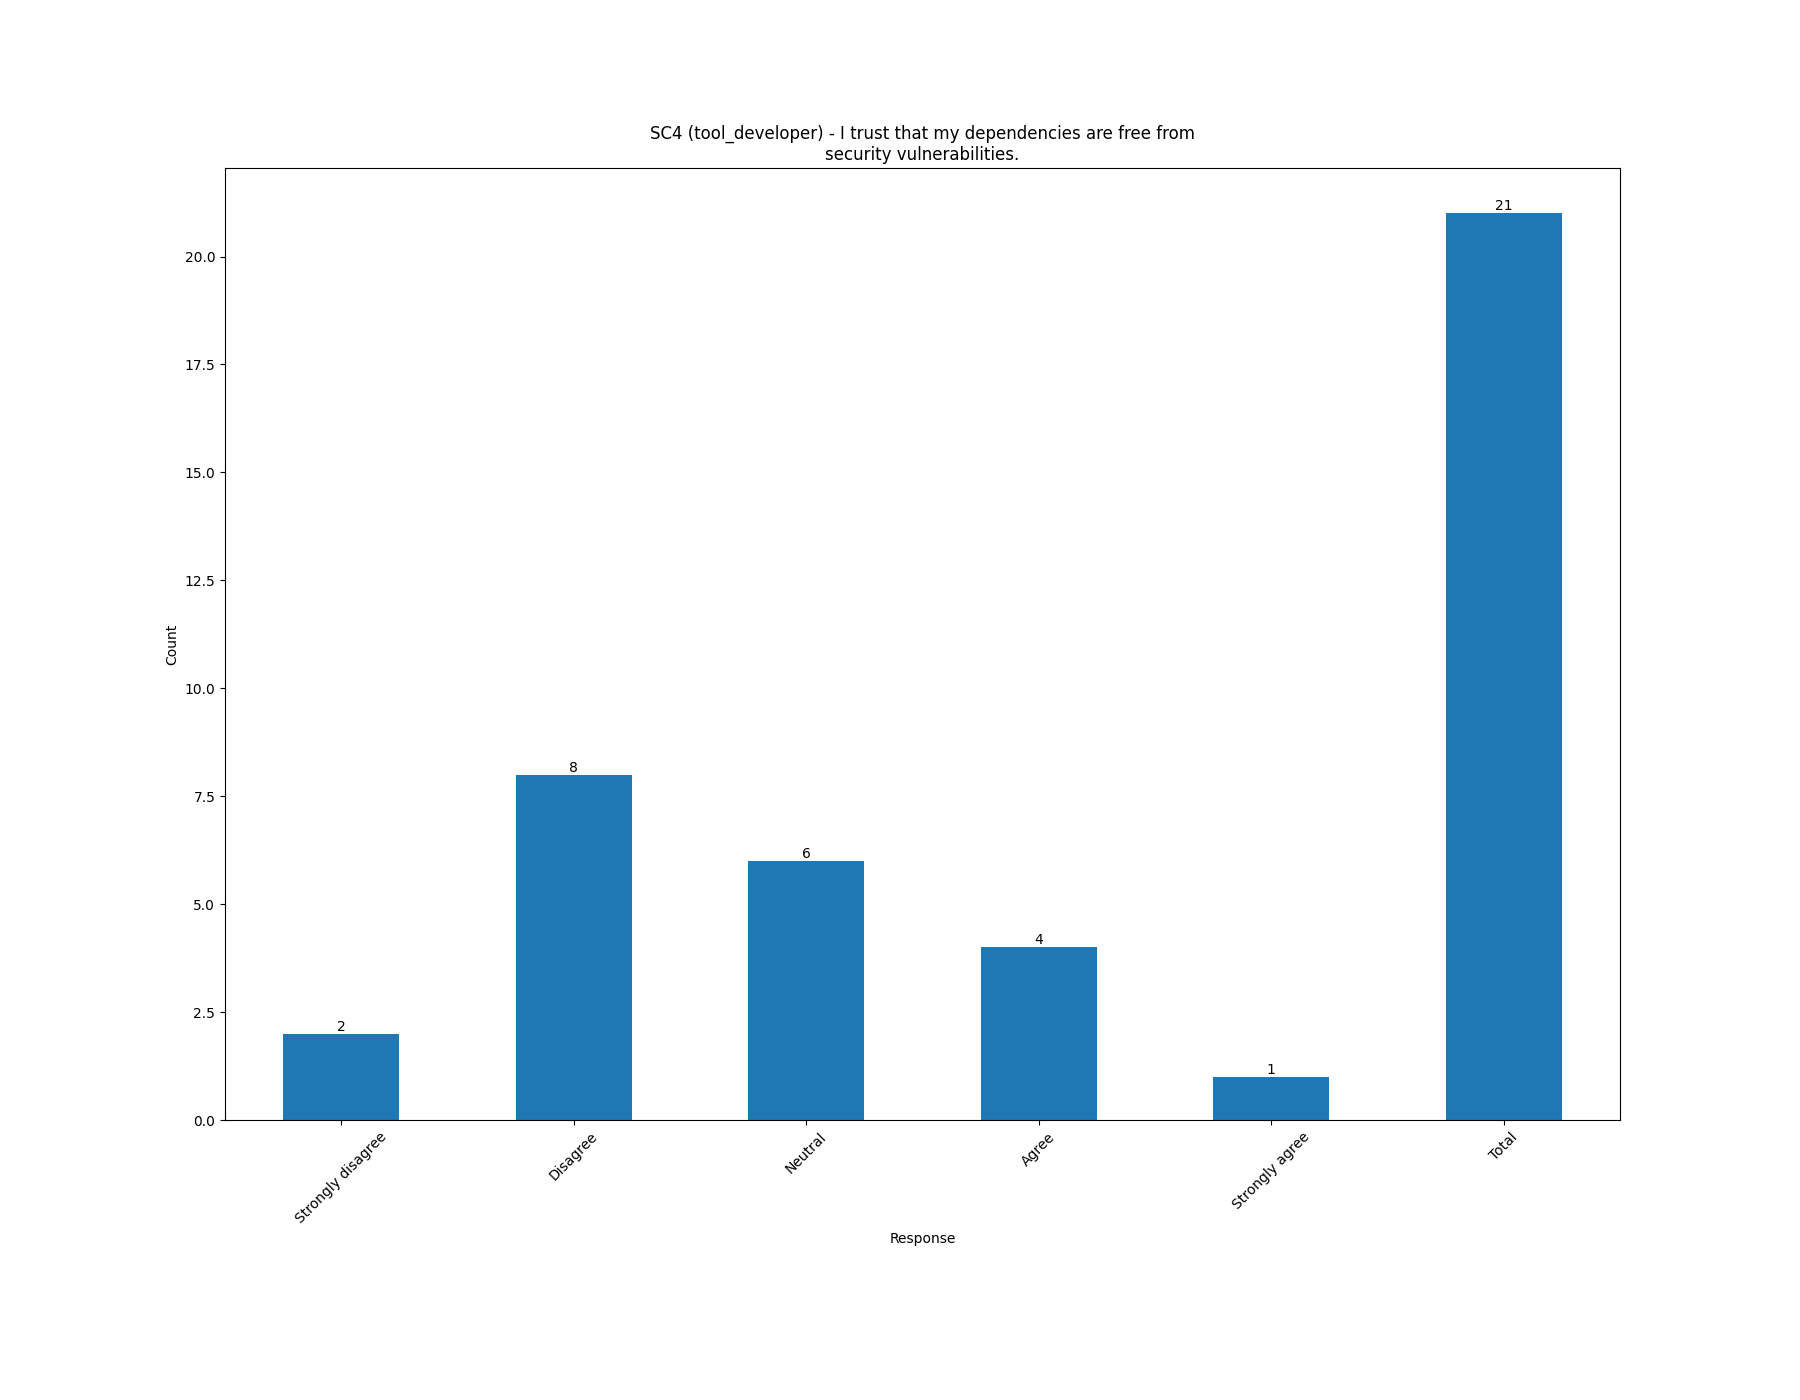 SC4 (tool_developer) - I trust that my dependencies are free from
security vulnerabilities.
21
20.0
17.5
15.0
12.5
Count
10.0
8
7.5
6
5.0
4
2.5
2
1
0.0
Strongly disagree
Disagree
Neutral
Agree
Strongly agree
Total
Response